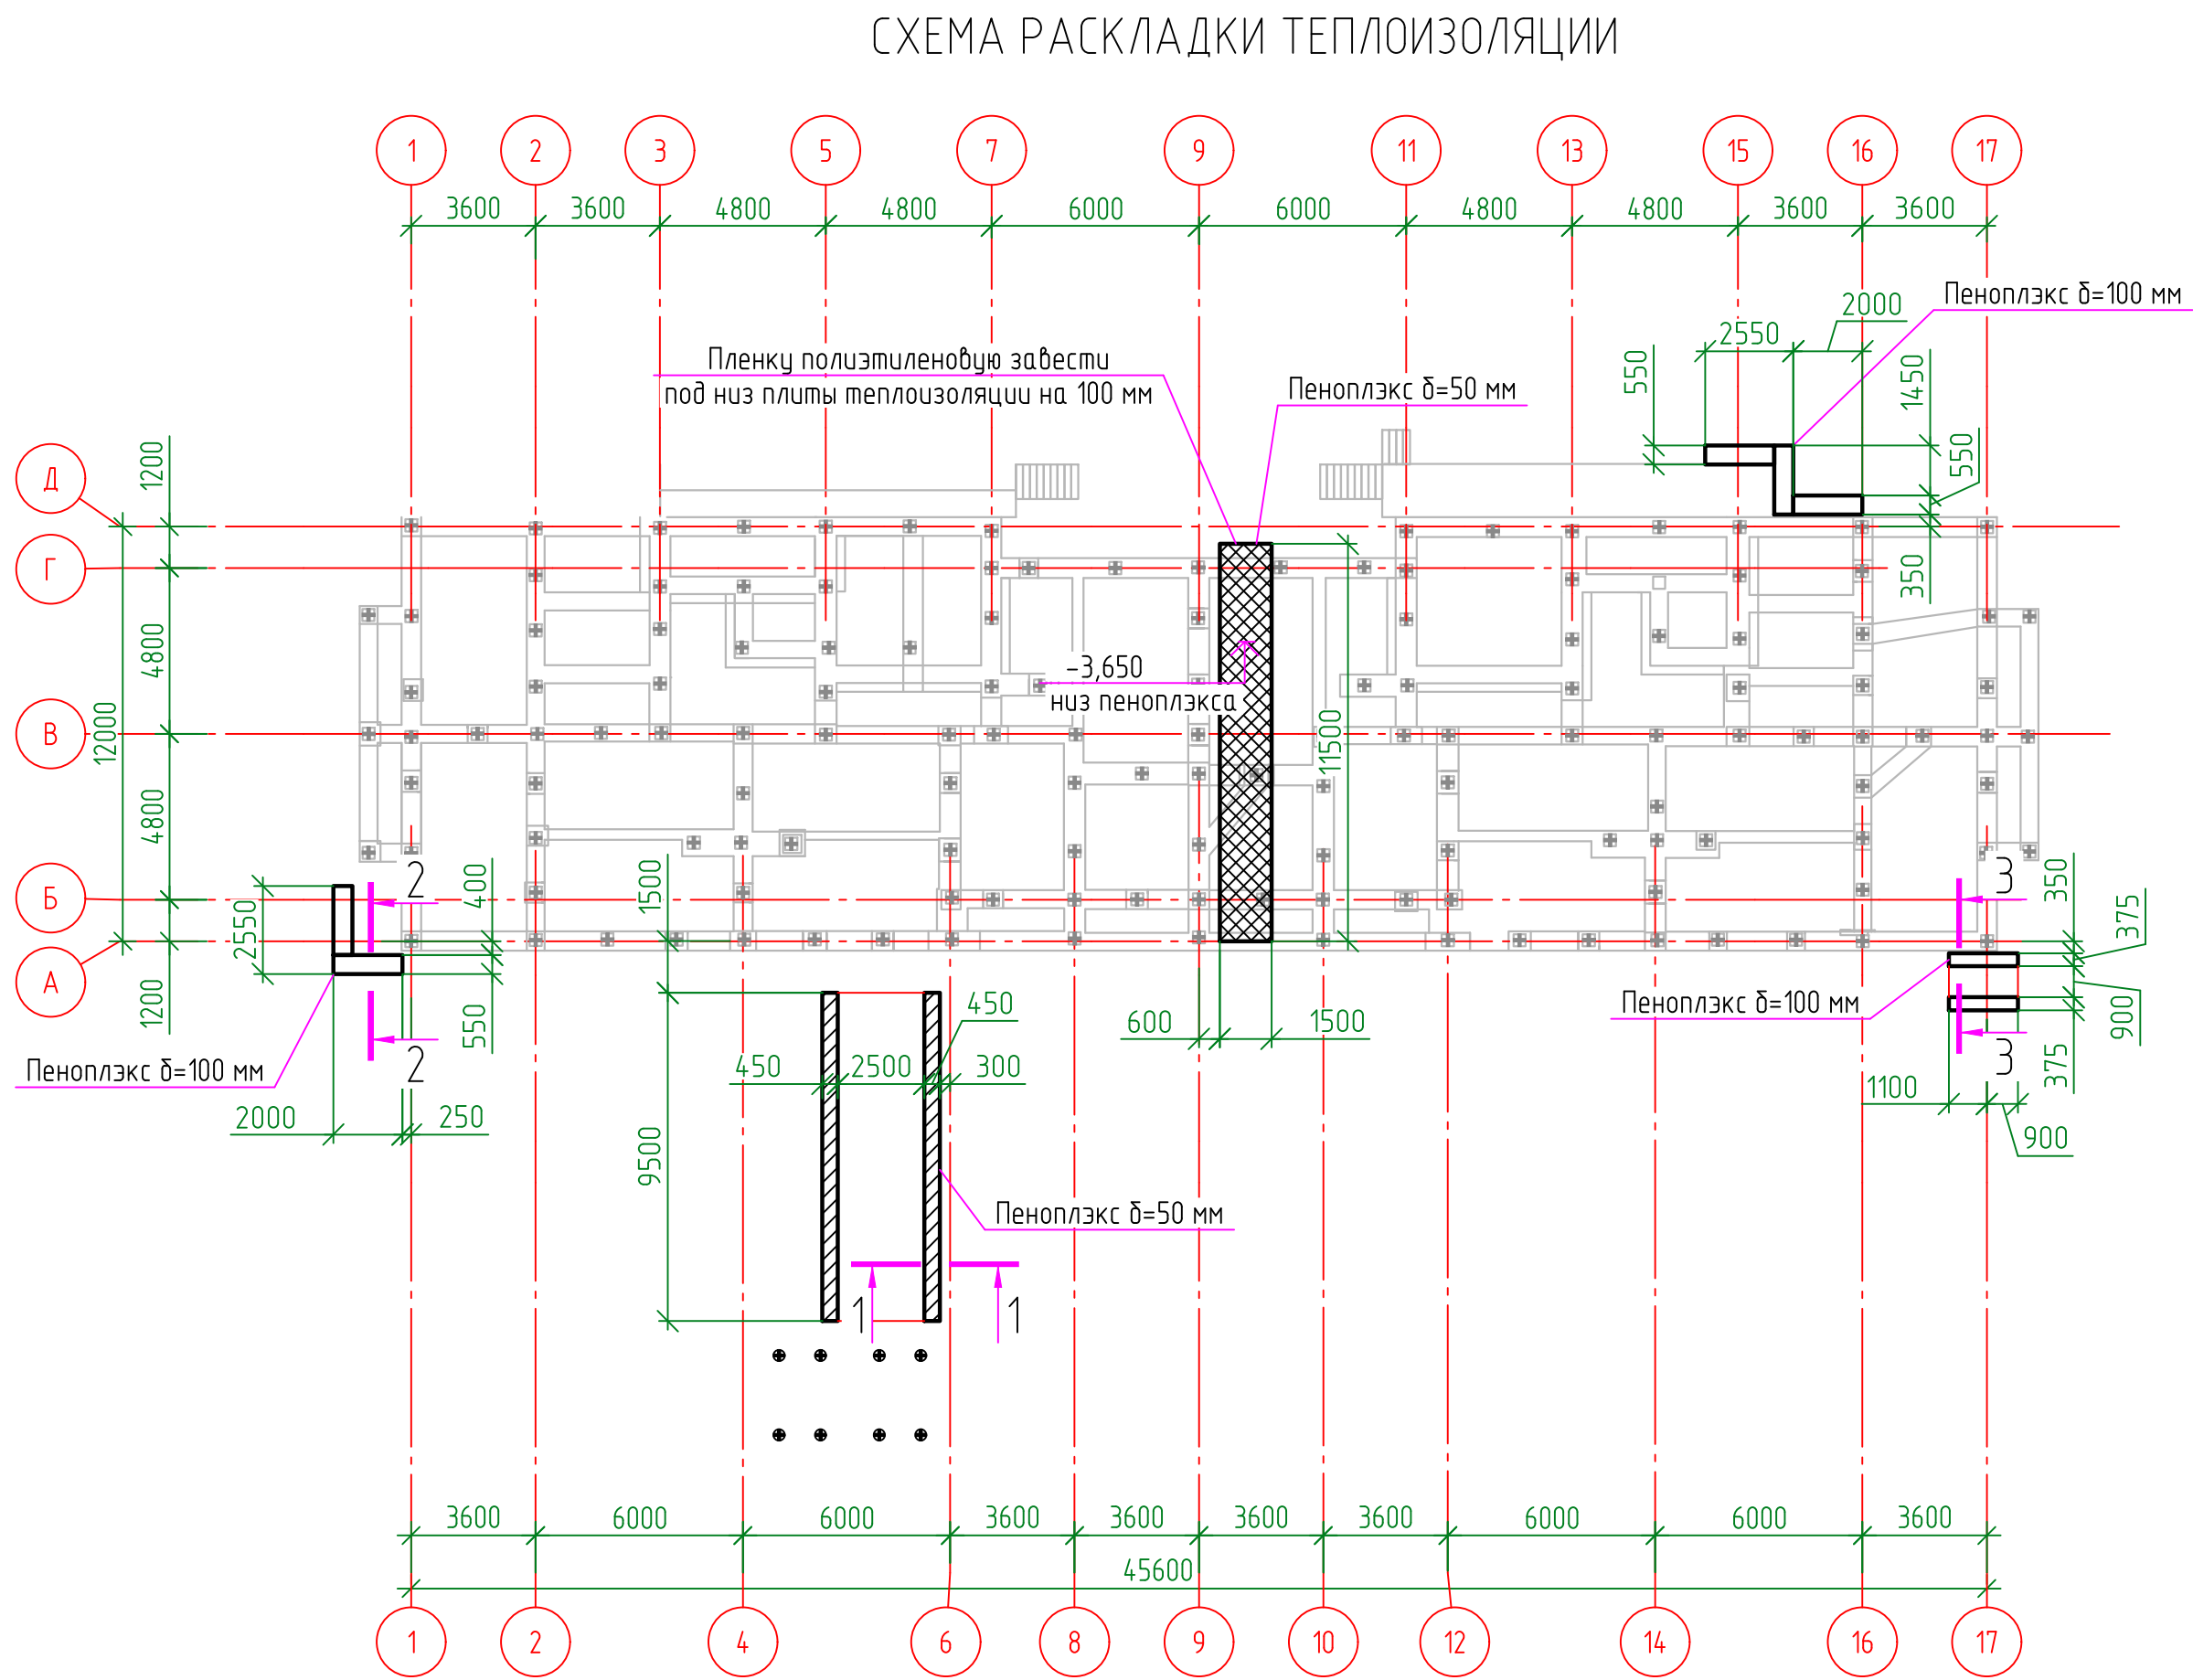 СХЕМА РАСКЛАДКИ ТЕПЛОИЗОЛЯЦИИ
1 2 3 5 7 9 11 13 15 16 17
3600 3600 4800 4800 6000 6000 4800 4800 3600 3600
Пеноплэкс δ=100 мм
2000
2550
550
1450
550
350
Пленку полиэтиленовую завести
под низ плиты теплоизоляции на 100 мм
Пеноплэкс δ=50 мм
Д
Г
В
Б
А
1200
4800
12000
4800
1200
-3,650
низ пеноплэкса
11500
2
2550
400
550
2
Пеноплэкс δ=100 мм
2000
250
1500
9500
450
450 2500 300
Пеноплэкс δ=50 мм
1 1
600 1500
3
350
375
900
375
3
Пеноплэкс δ=100 мм
1100
900
3600 6000 6000 3600 3600 3600 3600 6000 6000 3600
45600
1 2 4 6 8 9 10 12 14 16 17